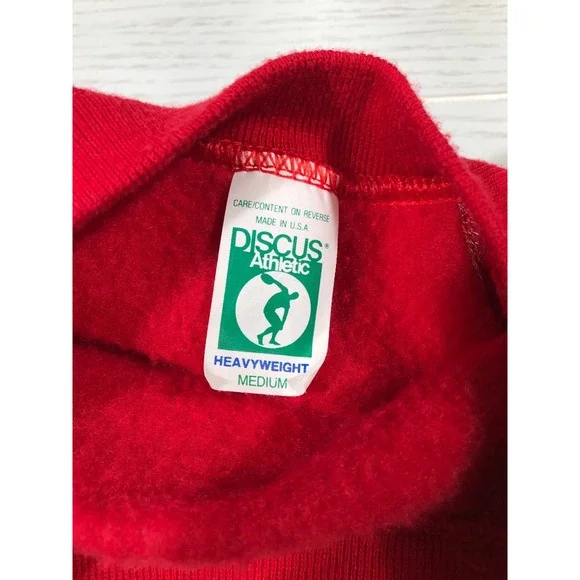 CARE/CONTENT ON REVERSE
MADE IN U.S.A
DISCUS®
Athletic
HEAVYWEIGHT
MEDIUM